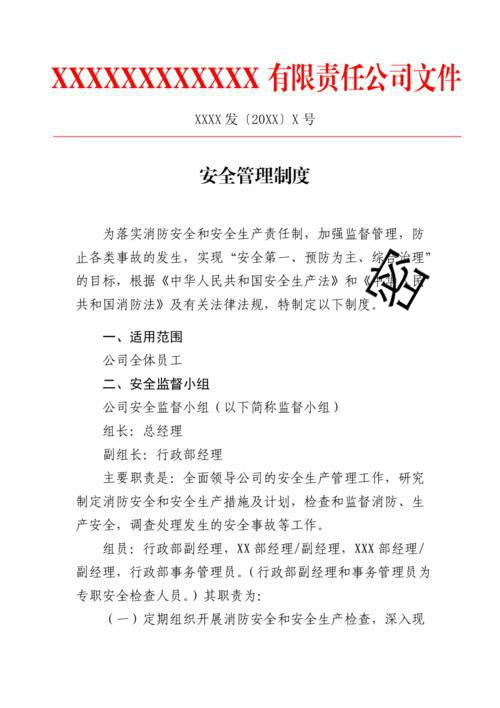 XXXXXXXXXXXX 有限责任公司文件
XXXX 发〔20XX〕X 号
安全管理制度
为落实消防安全和安全生产责任制，加强监督管理，防
止各类事故的发生，实现“安全第一、预防为主、综合治理”
的目标，根据《中华人民共和国安全生产法》和《中华人民
共和国消防法》及有关法律法规，特制定以下制度。
密
一、适用范围
公司全体员工
二、安全监督小组
公司安全监督小组（以下简称监督小组）
组长：总经理
副组长：行政部经理
主要职责是：全面领导公司的安全生产管理工作，研究
制定消防安全和安全生产措施及计划，检查和监督消防、生
产安全，调查处理发生的安全事故等工作。
组员：行政部副经理，XX 部经理/副经理，XXX 部经理/
副经理，行政部事务管理员。（行政部副经理和事务管理员为
专职安全检查人员。）其职责为：
（一）定期组织开展消防安全和安全生产检查，深入现